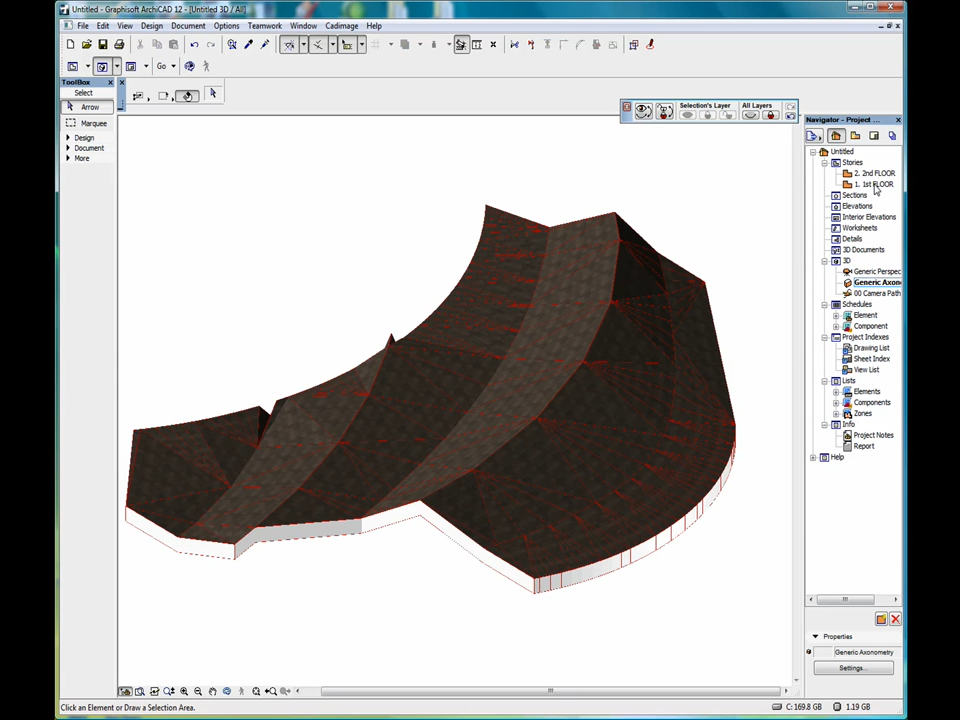 Untitled - Graphisoft ArchiCAD 12 - [Untitled 3D / All]
File Edit View Design Document Options Teamwork Window Cadimage Help
Go
ToolBox
Select
Arrow
Marquee
Design
Document
More
Selection's Layer
All Layers
Navigator - Project ...
Untitled
Stories
2. 2nd FLOOR
1. 1st FLOOR
Sections
Elevations
Interior Elevations
Worksheets
Details
3D Documents
3D
Generic Perspec
Generic Axon
00 Camera Path
Schedules
Element
Component
Project Indexes
Drawing List
Sheet Index
View List
Lists
Elements
Components
Zones
Info
Project Notes
Report
Help
Properties
Generic Axonometry
Settings...
Click an Element or Draw a Selection Area.
C: 169.8 GB
1.19 GB